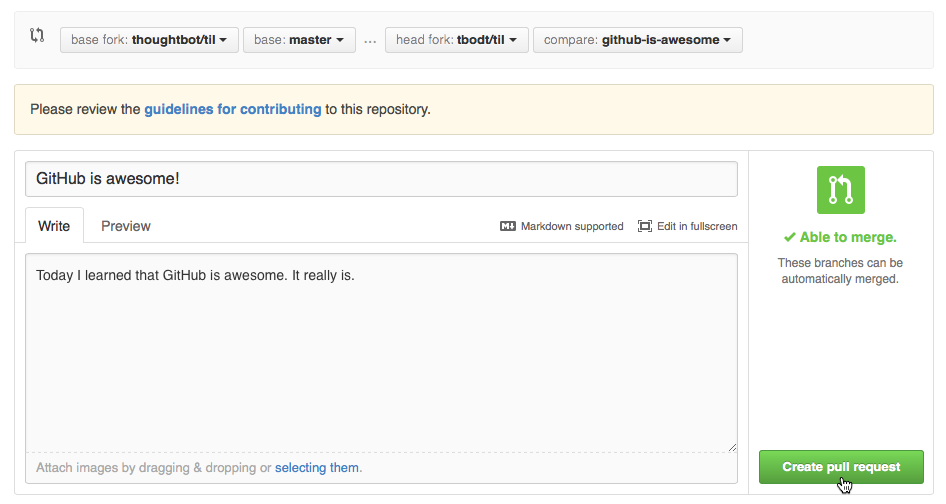 base fork: thoughtbot/til base: master ... head fork: tbodt/til compare: github-is-awesome
Please review the guidelines for contributing to this repository.
GitHub is awesome!
Write Preview Markdown supported Edit in fullscreen
Able to merge.
These branches can be
automatically merged.
Today I learned that GitHub is awesome. It really is.
Attach images by dragging & dropping or selecting them.
Create pull request